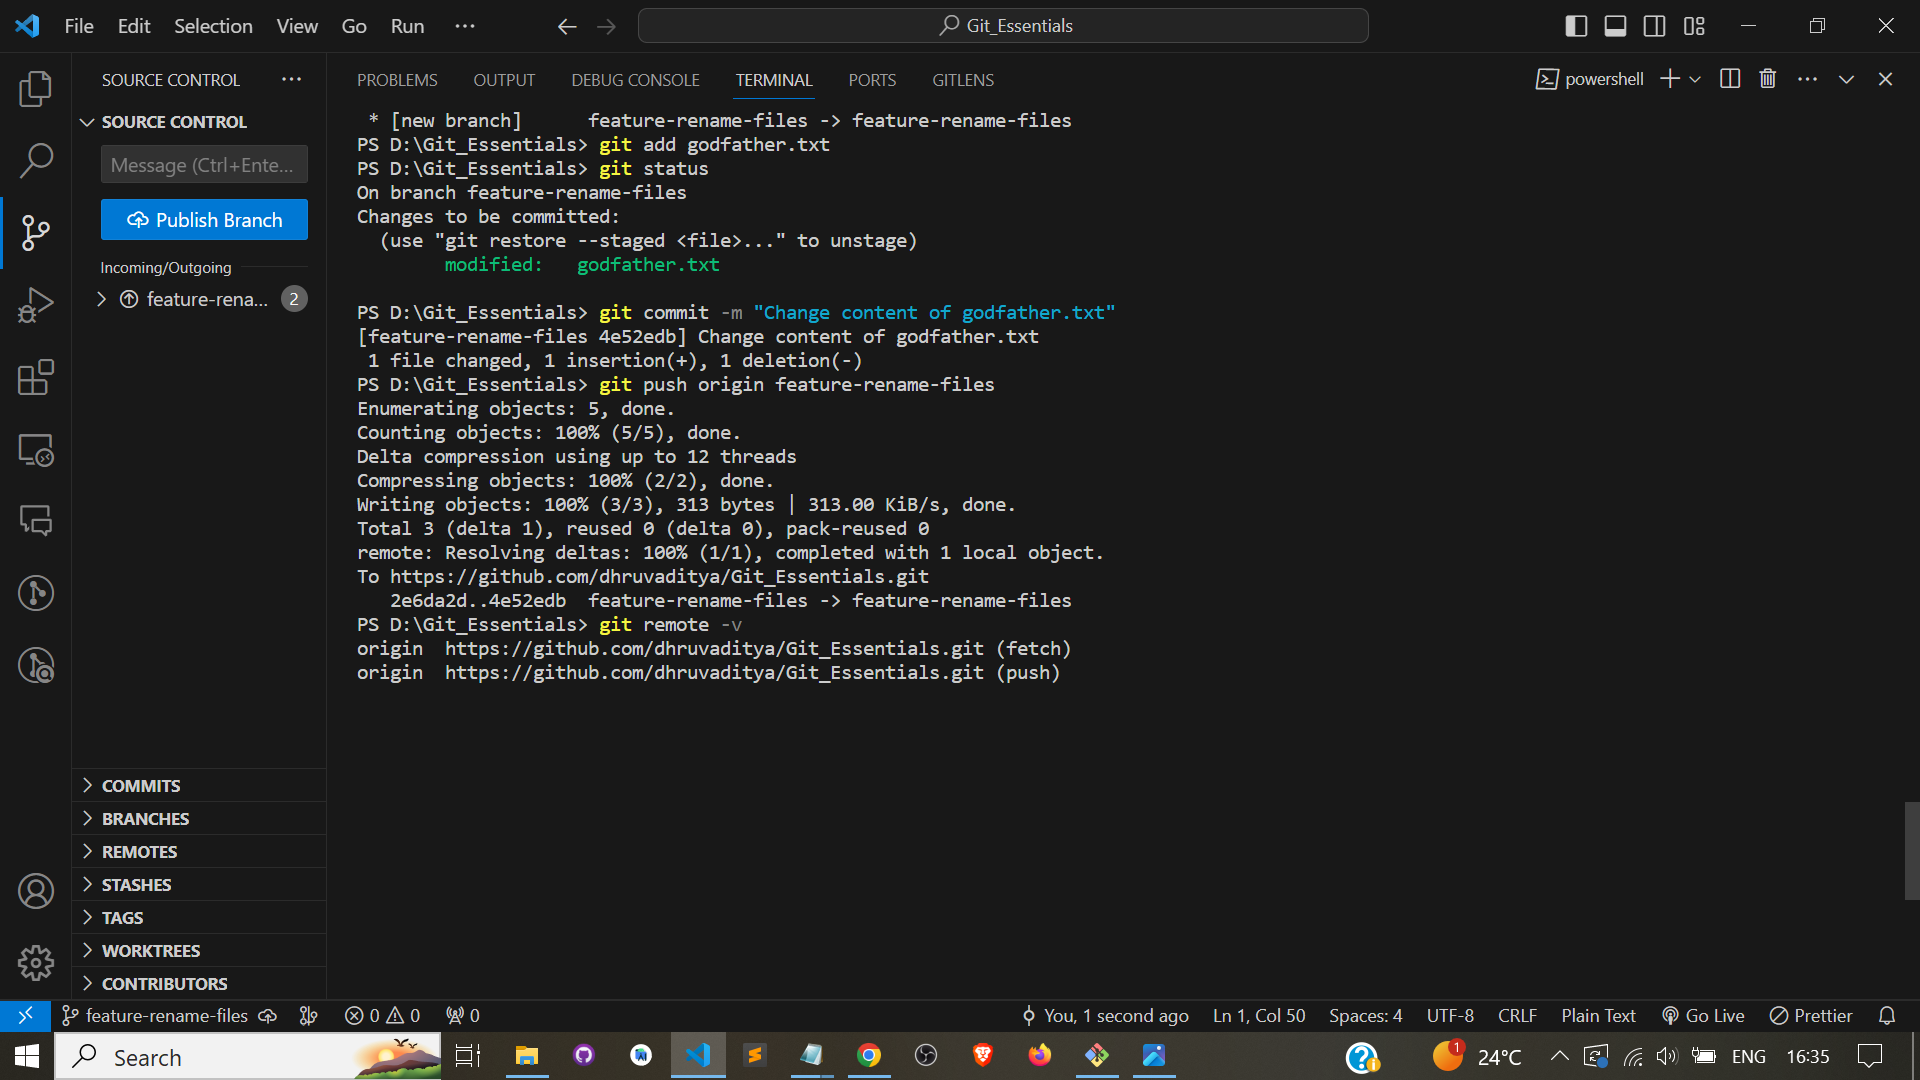 File Edit Selection View Go Run ··· Git_Essentials
SOURCE CONTROL ···
PROBLEMS OUTPUT DEBUG CONSOLE TERMINAL PORTS GITLENS powershell ···
SOURCE CONTROL
Message (Ctrl+Ente...
Publish Branch
Incoming/Outgoing
feature-rena... 2
* [new branch]      feature-rename-files -> feature-rename-files
PS D:\Git_Essentials> git add godfather.txt
PS D:\Git_Essentials> git status
On branch feature-rename-files
Changes to be committed:
  (use "git restore --staged <file>..." to unstage)
        modified:   godfather.txt
PS D:\Git_Essentials> git commit -m "Change content of godfather.txt"
[feature-rename-files 4e52edb] Change content of godfather.txt
 1 file changed, 1 insertion(+), 1 deletion(-)
PS D:\Git_Essentials> git push origin feature-rename-files
Enumerating objects: 5, done.
Counting objects: 100% (5/5), done.
Delta compression using up to 12 threads
Compressing objects: 100% (2/2), done.
Writing objects: 100% (3/3), 313 bytes | 313.00 KiB/s, done.
Total 3 (delta 1), reused 0 (delta 0), pack-reused 0
remote: Resolving deltas: 100% (1/1), completed with 1 local object.
To https://github.com/dhruvaditya/Git_Essentials.git
   2e6da2d..4e52edb  feature-rename-files -> feature-rename-files
PS D:\Git_Essentials> git remote -v
origin  https://github.com/dhruvaditya/Git_Essentials.git (fetch)
origin  https://github.com/dhruvaditya/Git_Essentials.git (push)
COMMITS
BRANCHES
REMOTES
STASHES
TAGS
WORKTREES
CONTRIBUTORS
feature-rename-files 0 0 0 You, 1 second ago Ln 1, Col 50 Spaces: 4 UTF-8 CRLF Plain Text Go Live Prettier
Search 1 24°C ENG 16:35